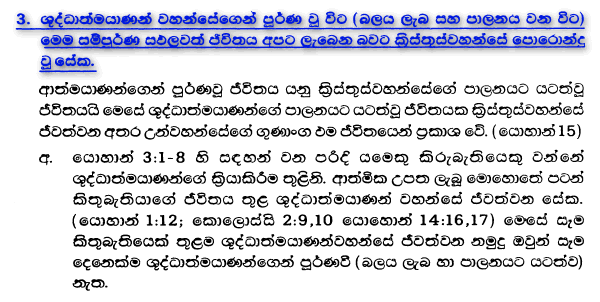 3. ශුද්ධාත්මයාණන් වහන්සේගෙන් පූර්ණ වූ විට (බලය ලැබ සහ පාලනය වන විට)
මෙම සම්පූර්ණ සඵලවත් ජීවිතය අපට ලැබෙන බවට ක්‍රිස්තුස්වහන්සේ පොරොන්දු
වූ සේක.
ආත්මයාණන්ගෙන් පූර්ණවූ ජීවිතය යනු ක්‍රිස්තුස්වහන්සේගේ පාලනයට යටත්වූ
ජීවිතයයි මෙසේ ශුද්ධාත්මයාණන්ගේ පාලනයට යටත්වූ ජීවිතයක ක්‍රිස්තුස්වහන්සේ
ජීවත්වන අතර උන්වහන්සේගේ ගුණාංග එම ජීවිතයෙන් ප්‍රකාශ වේ. (යොහාන් 15)
අ. යොහාන් 3:1-8 හි සඳහන් වන පරිදි යමෙකු කිරුබැතියෙකු වන්නේ
ශුද්ධාත්මයාණන්ගේ ක්‍රියාකිරීම තුළිනි. ආත්මික උපත ලැබූ මොහොතේ පටන්
කිතුබැතියාගේ ජීවිතය තුළ ශුද්ධාත්මයාණන් වහන්සේ ජීවත්වන සේක.
(යොහාන් 1:12; කොලොස්සි 2:9,10 යොහොන් 14:16,17) මෙසේ සෑම
කිතුබැතියෙක් තුළම ශුද්ධාත්මයාණන්වහන්සේ ජීවත්වන නමුදු ඔවුන් සෑම
දෙනෙක්ම ශුද්ධාත්මයාණන්ගෙන් පූර්ණවී (බලය ලැබ හා පාලනයට යටත්ව)
නැත.